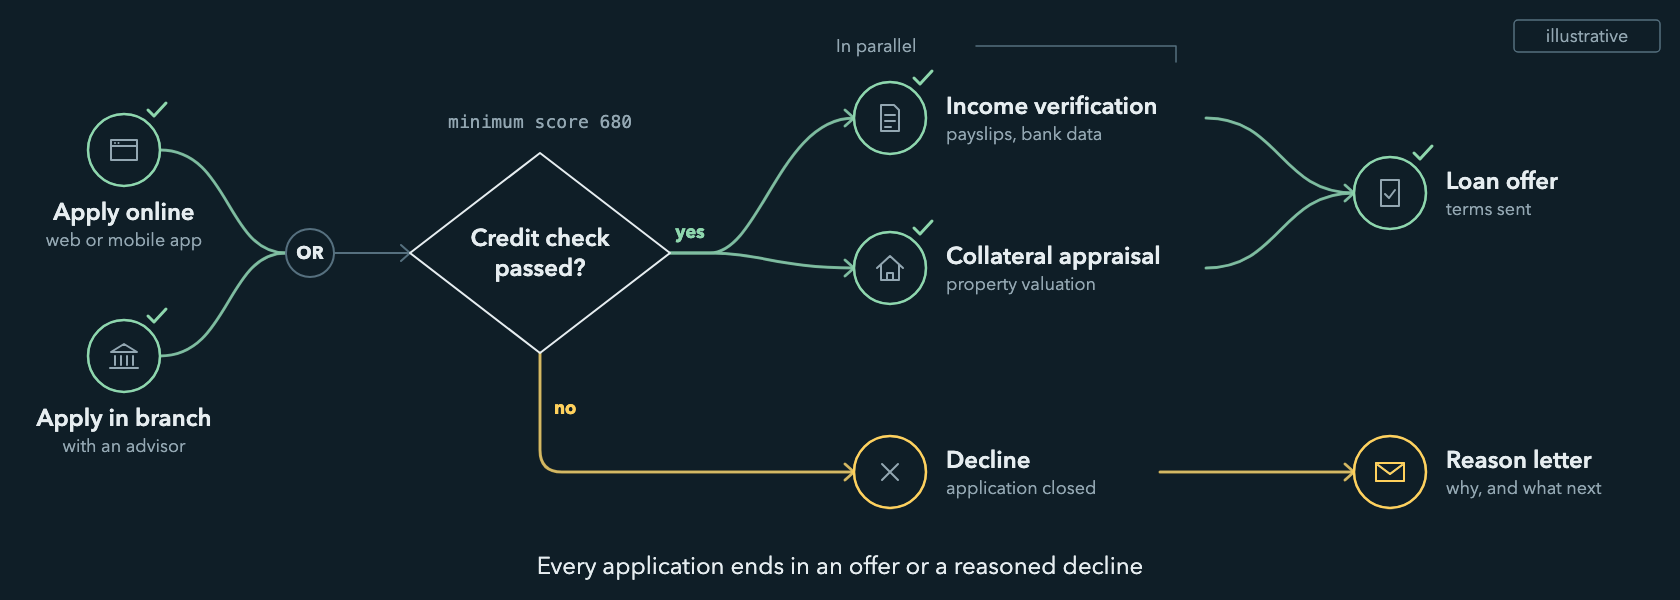 illustrative
In parallel
Apply online
web or mobile app
Apply in branch
with an advisor
OR
minimum score 680
Credit check
passed?
yes
no
Income verification
payslips, bank data
Collateral appraisal
property valuation
Loan offer
terms sent
Decline
application closed
Reason letter
why, and what next
Every application ends in an offer or a reasoned decline